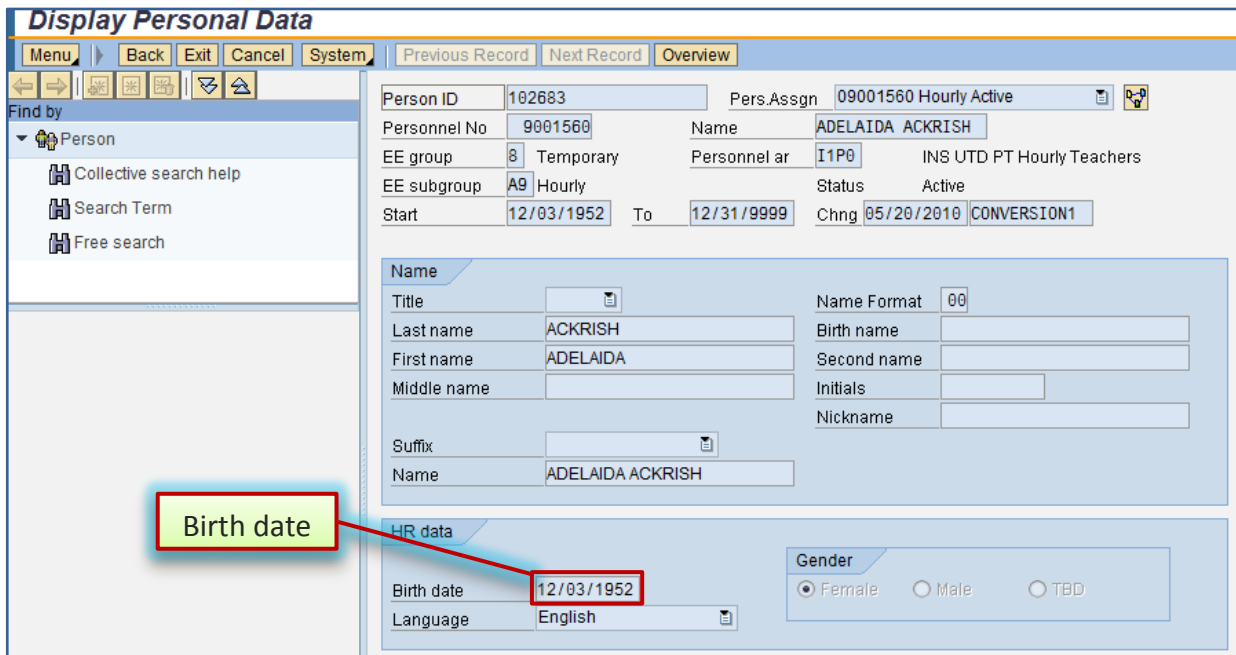 Display Personal Data
Menu Back Exit Cancel System Previous Record Next Record Overview
Find by
Person
Collective search help
Search Term
Free search
Person ID 102683 Pers.Assgn 09001560 Hourly Active
Personnel No 9001560 Name ADELAIDA ACKRISH
EE group 8 Temporary Personnel ar I1P0 INS UTD PT Hourly Teachers
EE subgroup A9 Hourly Status Active
Start 12/03/1952 To 12/31/9999 Chng 05/20/2010 CONVERSION1
Name
Title Name Format 00
Last name ACKRISH Birth name
First name ADELAIDA Second name
Middle name Initials
Nickname
Suffix
Name ADELAIDA ACKRISH
Birth date
HR data
Gender
Birth date 12/03/1952 Female Male TBD
Language English